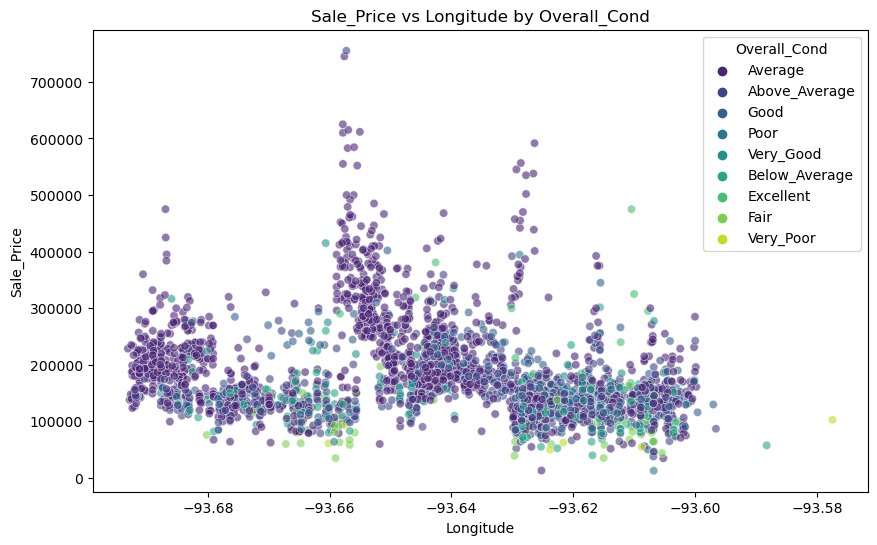 Sale_Price vs Longitude by Overall_Cond
Overall_Cond
Average
Above_Average
Good
Poor
Very_Good
Below_Average
Excellent
Fair
Very_Poor
Sale_Price
700000
600000
500000
400000
300000
200000
100000
0
−93.68
−93.66
−93.64
−93.62
−93.60
−93.58
Longitude